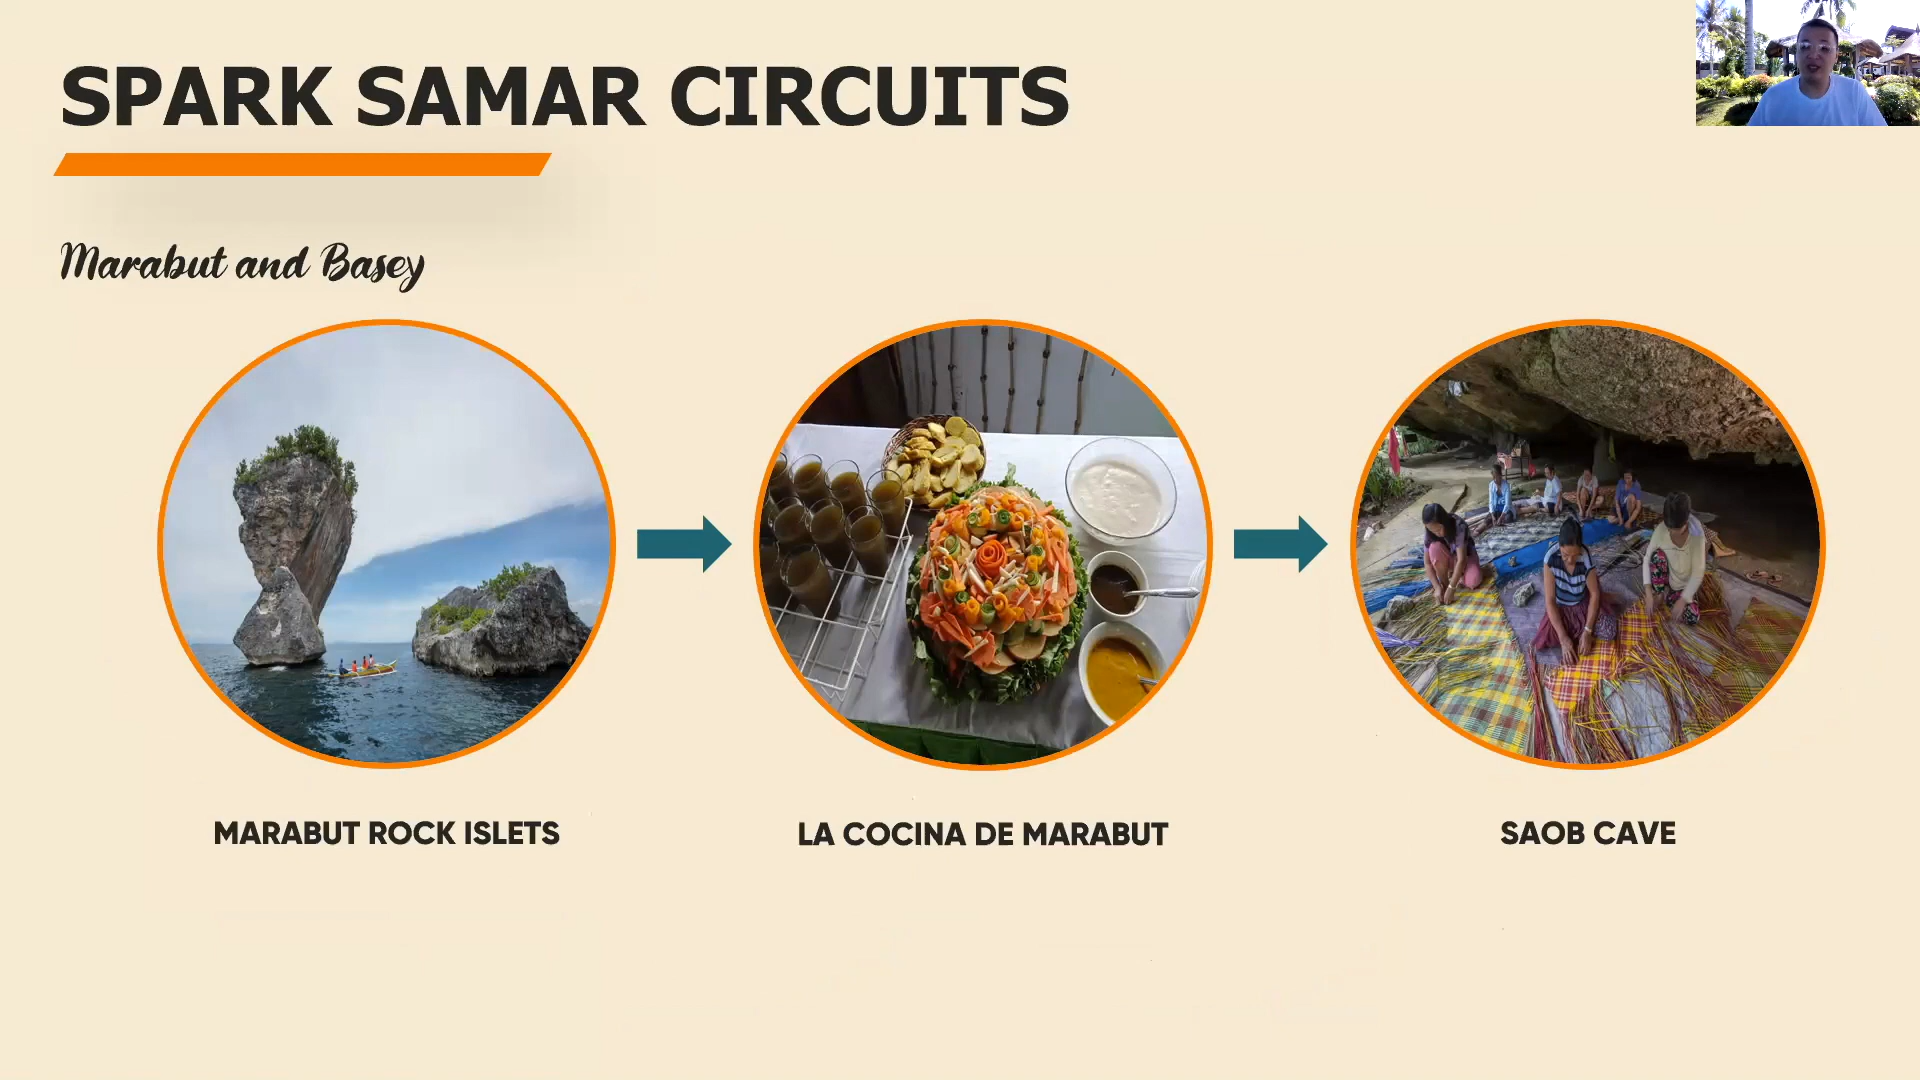 SPARK SAMAR CIRCUITS
Marabut and Basey
MARABUT ROCK ISLETS
LA COCINA DE MARABUT
SAOB CAVE